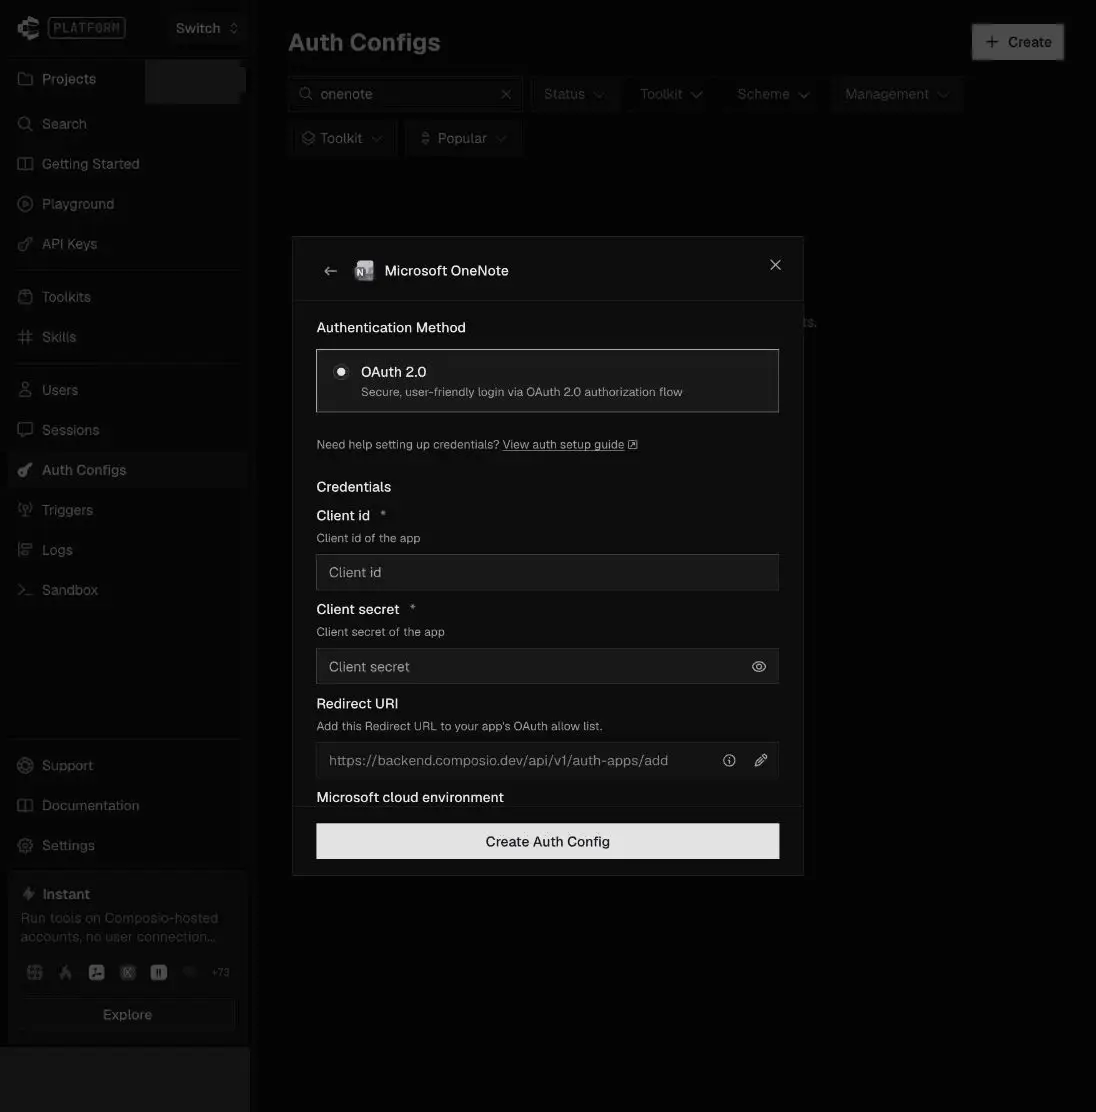 PLATFORM
Switch
Projects
Search
Getting Started
Playground
API Keys
Toolkits
Skills
Users
Sessions
Auth Configs
Triggers
Logs
Sandbox
Support
Documentation
Settings
Instant
Run tools on Composio-hosted
accounts, no user connection...
+73
Explore
Auth Configs
+ Create
onenote
Status
Toolkit
Scheme
Management
Toolkit
Popular
ts.
Microsoft OneNote
Authentication Method
OAuth 2.0
Secure, user-friendly login via OAuth 2.0 authorization flow
Need help setting up credentials? View auth setup guide
Credentials
Client id *
Client id of the app
Client id
Client secret *
Client secret of the app
Client secret
Redirect URI
Add this Redirect URL to your app's OAuth allow list.
https://backend.composio.dev/api/v1/auth-apps/add
Microsoft cloud environment
Create Auth Config